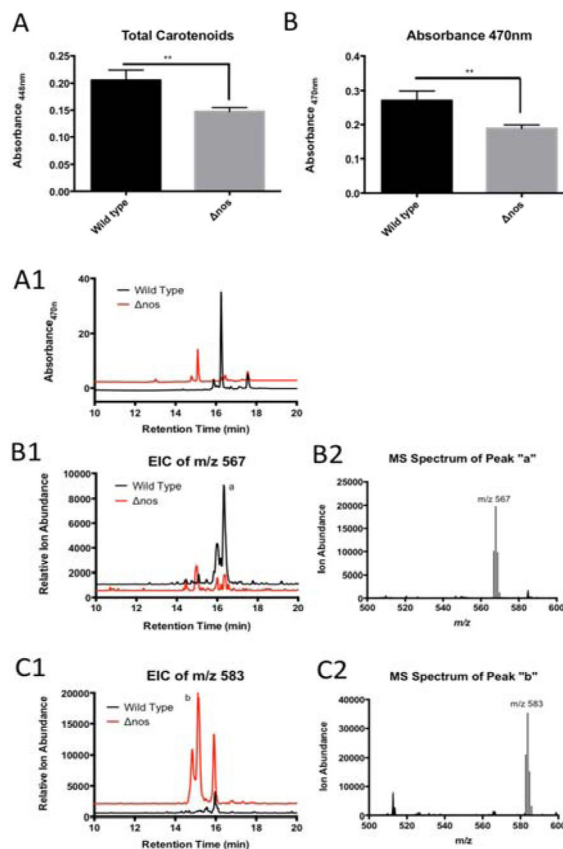 A
Total Carotenoids
**
Absorbance 448nm
0.25
0.20
0.15
0.10
0.05
0.00
Wild type
Δnos
B
Absorbance 470nm
**
Absorbance 470nm
0.4
0.3
0.2
0.1
0.0
Wild type
Δnos
A1
Wild Type
Δnos
Absorbance470n
40
20
0
10 12 14 16 18 20
Retention Time (min)
B1
EIC of m/z 567
Wild Type
Δnos
a
Relative Ion Abundance
10000
8000
6000
4000
2000
0
10 12 14 16 18 20
Retention Time (min)
B2
MS Spectrum of Peak "a"
m/z 567
Ion Abundance
25000
20000
15000
10000
5000
0
500 520 540 560 580 600
m/z
C1
EIC of m/z 583
Wild Type
Δnos
b
Relative Ion Abundance
20000
15000
10000
5000
0
10 12 14 16 18 20
Retention Time (min)
C2
MS Spectrum of Peak "b"
m/z 583
Ion Abundance
40000
30000
20000
10000
0
500 520 540 560 580 600
m/z